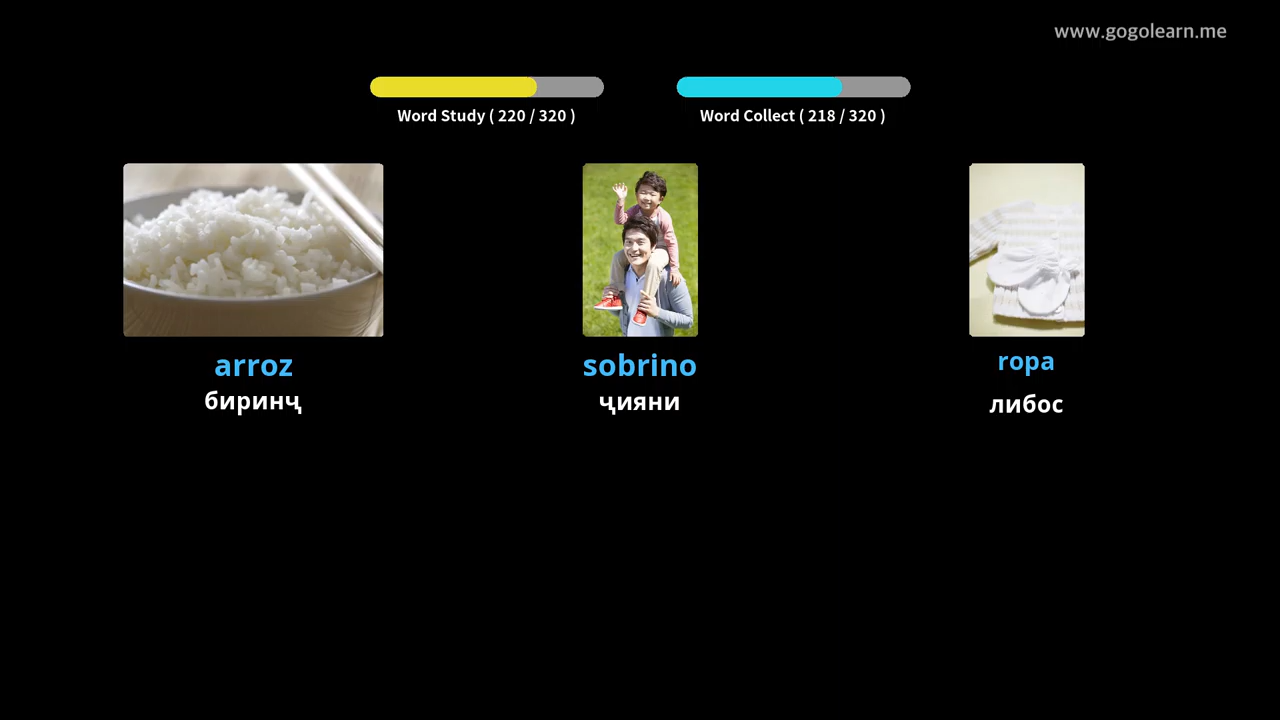 www.gogolearn.me
Word Study ( 220 / 320 )
Word Collect ( 218 / 320 )
arroz
биринҷ
sobrino
ҷияни
ropa
либос